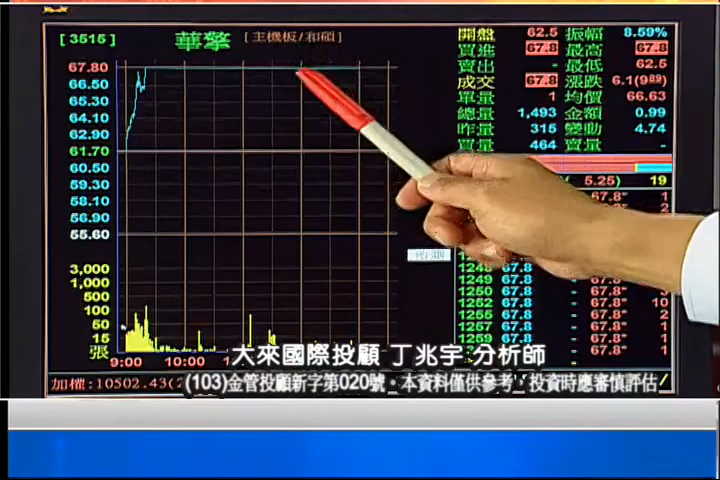 [3515] 華擎 [主機板/和碩]
67.80
66.50
65.30
64.10
62.90
61.70
60.50
59.30
58.10
56.90
55.60
3,000
1,000
500
100
50
15
張
9:00 10:00
開盤 62.5 振幅 8.59%
買進 67.8 最高 67.8
賣出 - 最低 62.5
成交 67.8 漲跌 6.1(9.89)
單量 1 均價 66.63
總量 1,493 金額 0.99
昨量 315 變動 4.74
買量 464 賣量 -
5.25) 19
67.8" 1
67.8" 2
1248 67.8
1249 67.8 - 67.8"
1250 67.8 - 67.8" 1
1252 67.8 - 67.8" 10
1255 67.8 - 67.8" 2
1257 67.8 - 67.8" 1
1259 67.8 - 67.8" 1
67.8" 1
大來國際投顧 丁兆宇 分析師
加權:10502.43
(103)金管投顧新字第020號‧本資料僅供參考‧投資時應審慎評估